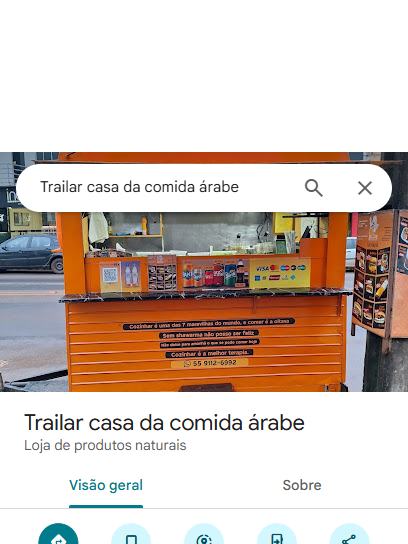 Trailar casa da comida árabe
VISA
Cozinhar é uma das 7 maravilhas do mundo, e comer é a oitava
Sem shawarma não posso ser feliz
Não deixe para amanhã o que se pode comer hoje
Cozinhar é a melhor terapia.
55 9112-6992
Trailar casa da comida árabe
Loja de produtos naturais
Visão geral
Sobre